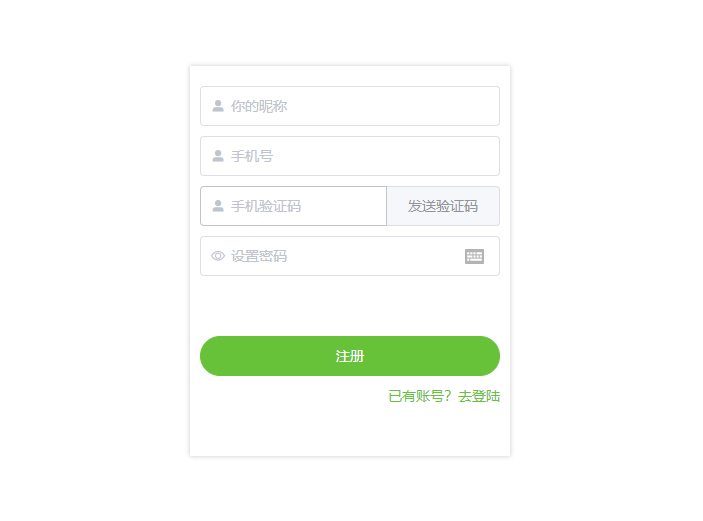 你的昵称
手机号
手机验证码 发送验证码
设置密码
注册
已有账号？去登陆